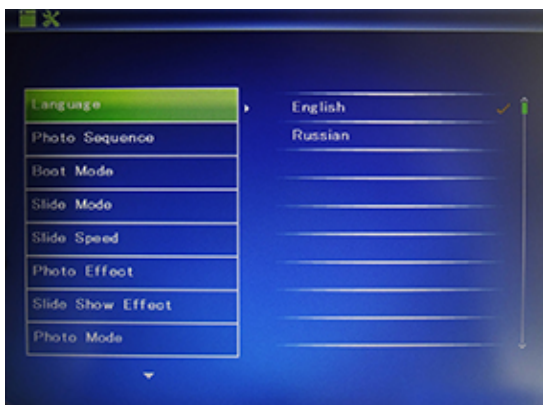 Language
Photo Sequence
Boot Mode
Slide Mode
Slide Speed
Photo Effect
Slide Show Effect
Photo Mode
English
Russian